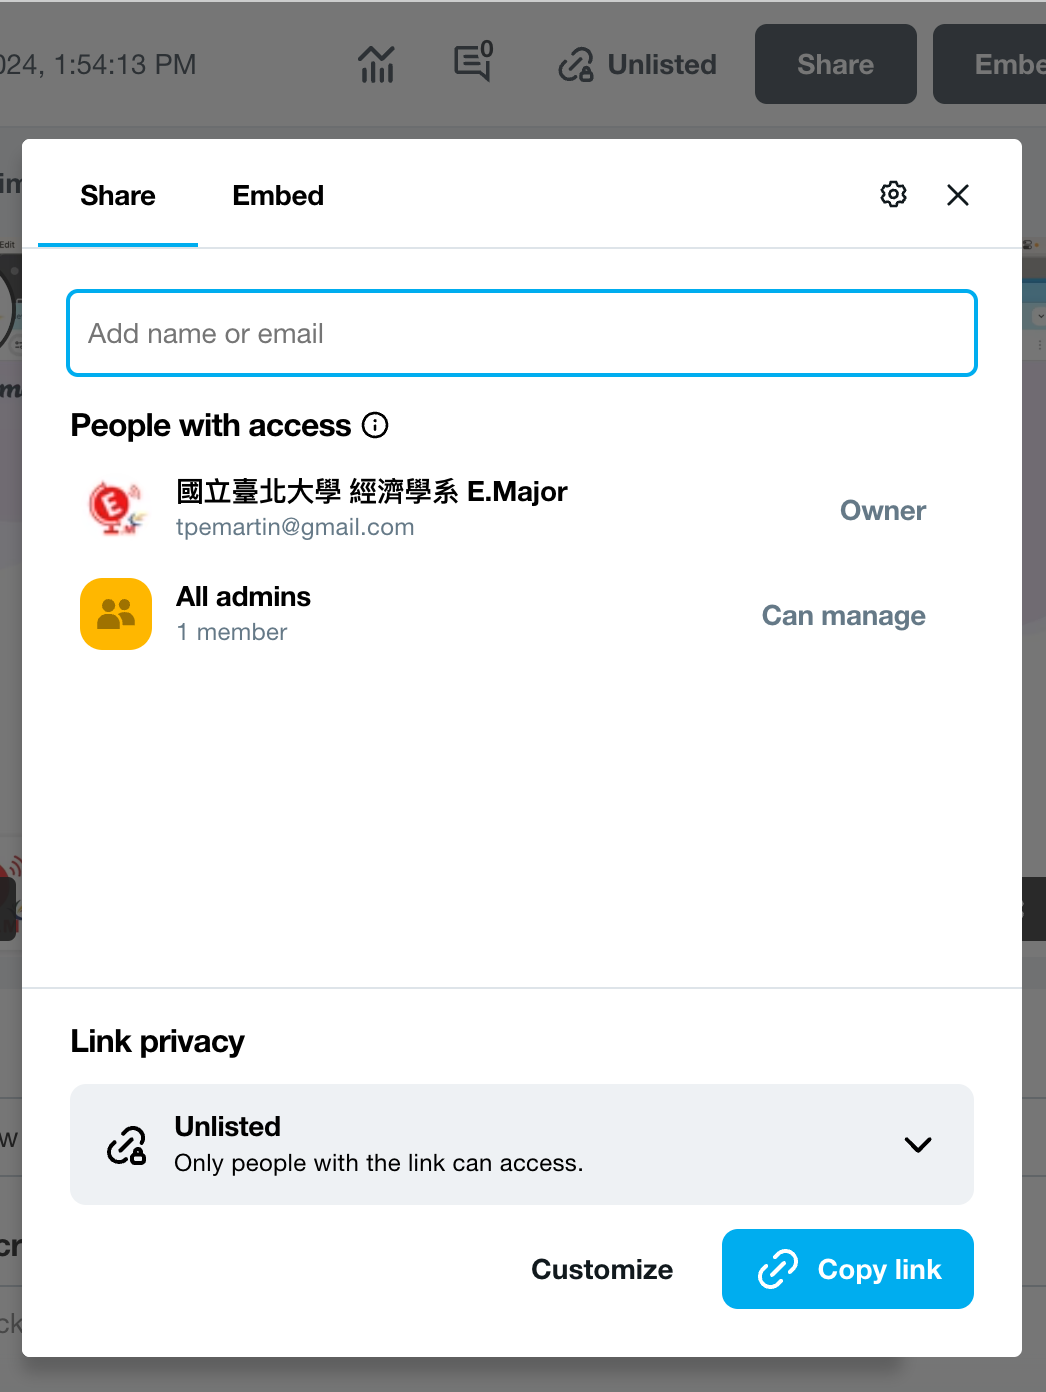 024, 1:54:13 PM
0
Unlisted
Share
Embe
Share
Embed
Edit
Add name or email
People with access
國立臺北大學 經濟學系 E.Major
tpemartin@gmail.com
Owner
All admins
1 member
Can manage
Link privacy
Unlisted
Only people with the link can access.
Customize
Copy link